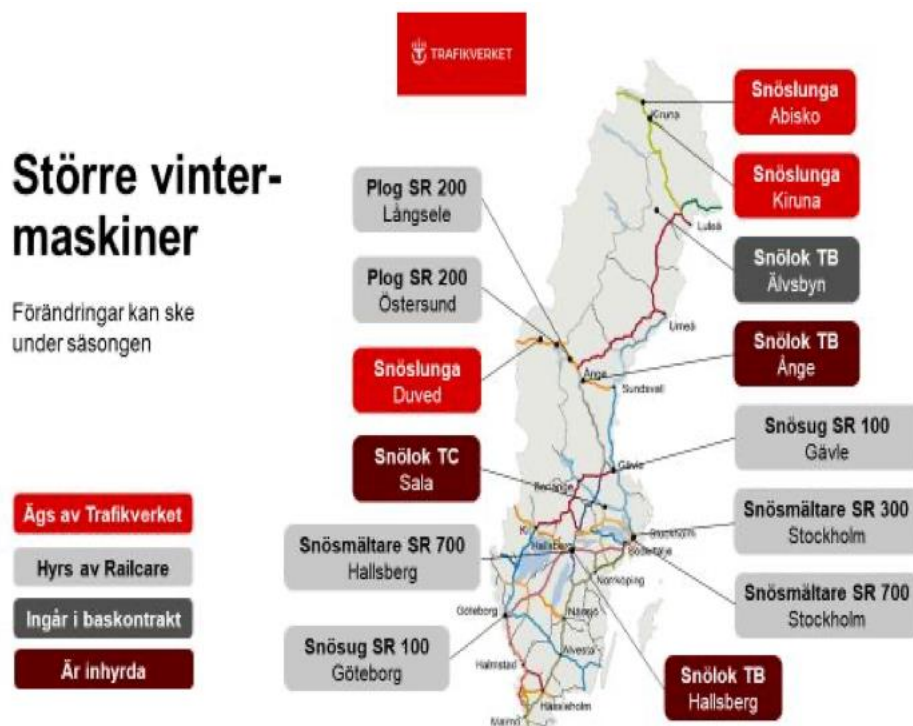 TRAFIKVERKET
Större vinter-
maskiner
Förändringar kan ske
under säsongen
Ägs av Trafikverket
Hyrs av Railcare
Ingår i baskontrakt
Är inhyrda
Plog SR 200
Långsele
Plog SR 200
Östersund
Snöslunga
Duved
Snölok TC
Sala
Snösmältare SR 700
Hallsberg
Snösug SR 100
Göteborg
Snöslunga
Abisko
Snöslunga
Kiruna
Snölok TB
Älvsbyn
Snölok TB
Ånge
Snösug SR 100
Gävle
Snösmältare SR 300
Stockholm
Snösmältare SR 700
Stockholm
Snölok TB
Hallsberg
Kiruna
Luleå
Umeå
Ånge
Sundsvall
Gävle
Stockholm
Hallsberg
Södertälje
Norrköping
Göteborg
Nässjö
Alvesta
Halmstad
Hässleholm
Malmö